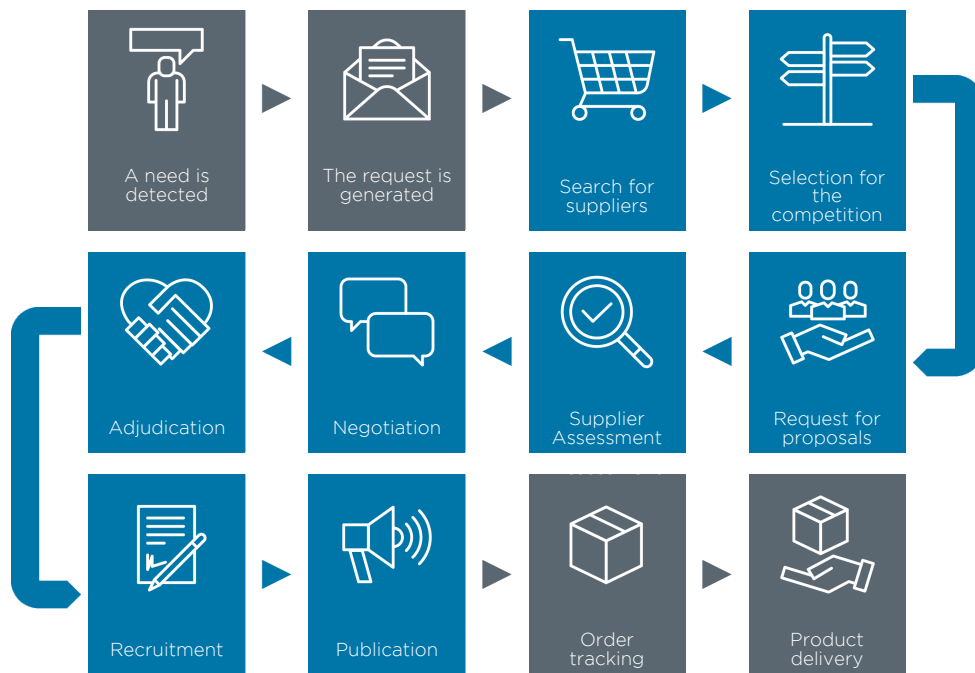 A need is
detected
The request is
generated
Search for
suppliers
Selection for
the
competition
Adjudication
Negotiation
Supplier
Assessment
Request for
proposals
Recruitment
Publication
Order
tracking
Product
delivery